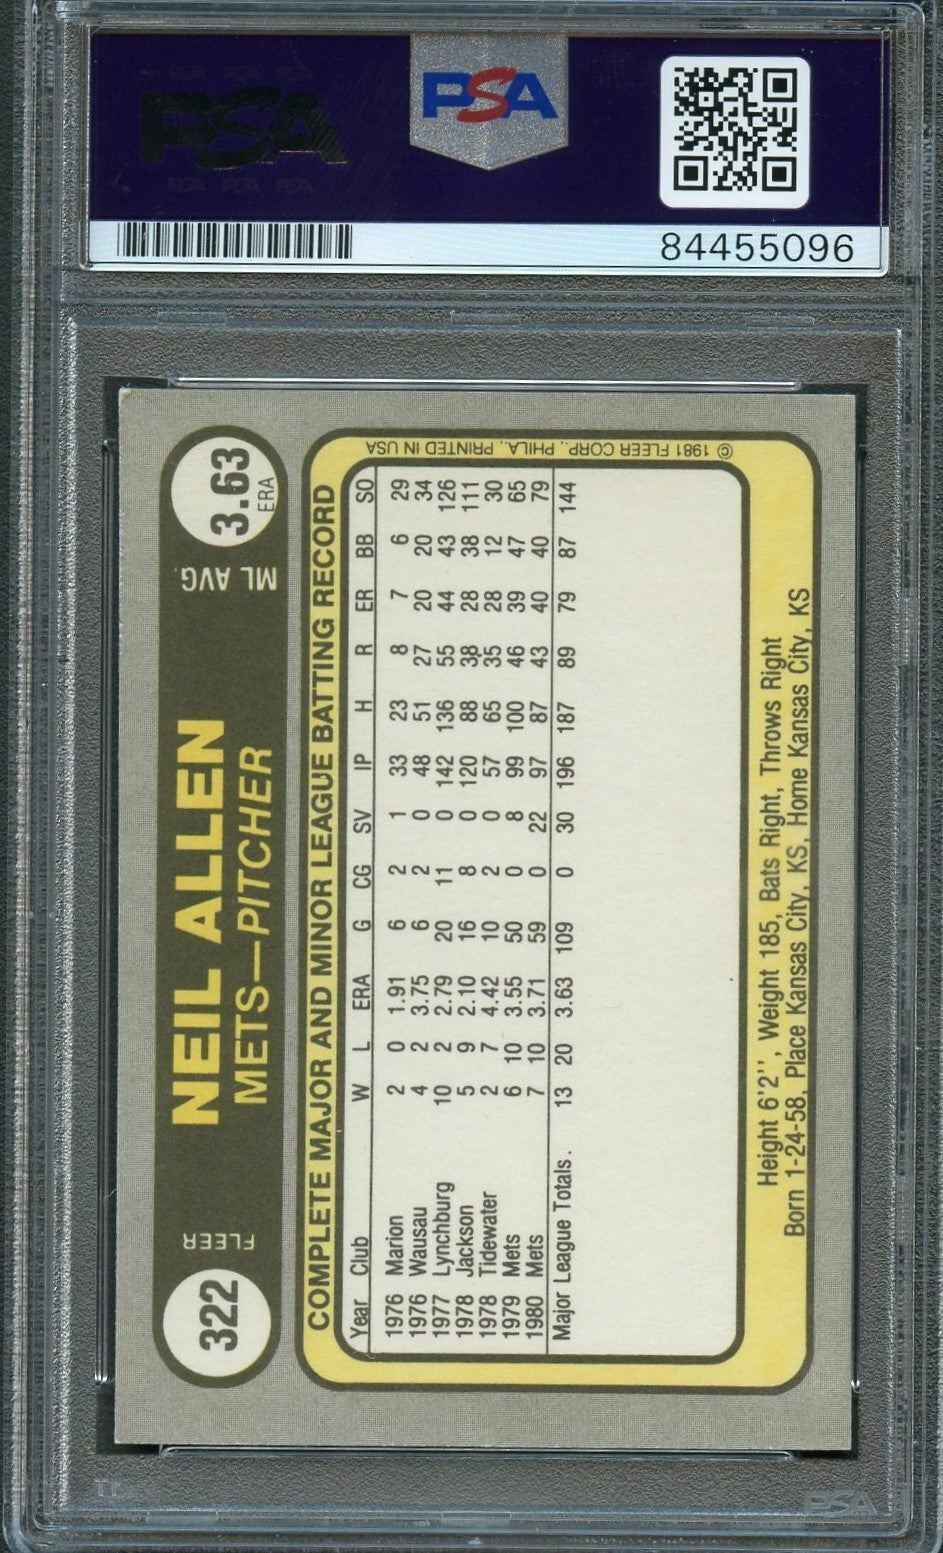 PSA PSA PSA
PSA
PSA PSA PSA
PSA
84455096
322
FLEER
NEIL ALLEN
METS—PITCHER
ML AVG.
3.63
ERA
COMPLETE MAJOR AND MINOR LEAGUE BATTING RECORD
Year Club W L ERA G CG SV IP H R ER BB SO
1976 Marion 2 0 1.91 6 2 1 33 23 8 7 6 29
1976 Wausau 4 2 3.75 6 2 0 48 51 27 20 20 34
1977 Lynchburg 10 2 2.79 20 11 0 142 136 55 44 43 126
1978 Jackson 5 9 2.10 16 8 0 120 88 38 28 38 111
1978 Tidewater 2 7 4.42 10 2 0 57 65 35 28 12 30
1979 Mets 6 10 3.55 50 0 8 99 100 46 39 47 65
1980 Mets 7 10 3.71 59 0 22 97 87 43 40 40 79
Major League Totals. 13 20 3.63 109 0 30 196 187 89 79 87 144
© 1981 FLEER CORP., PHILA., PRINTED IN USA
Height 6'2'', Weight 185, Bats Right, Throws Right
Born 1-24-58, Place Kansas City, KS, Home Kansas City, KS
PSA